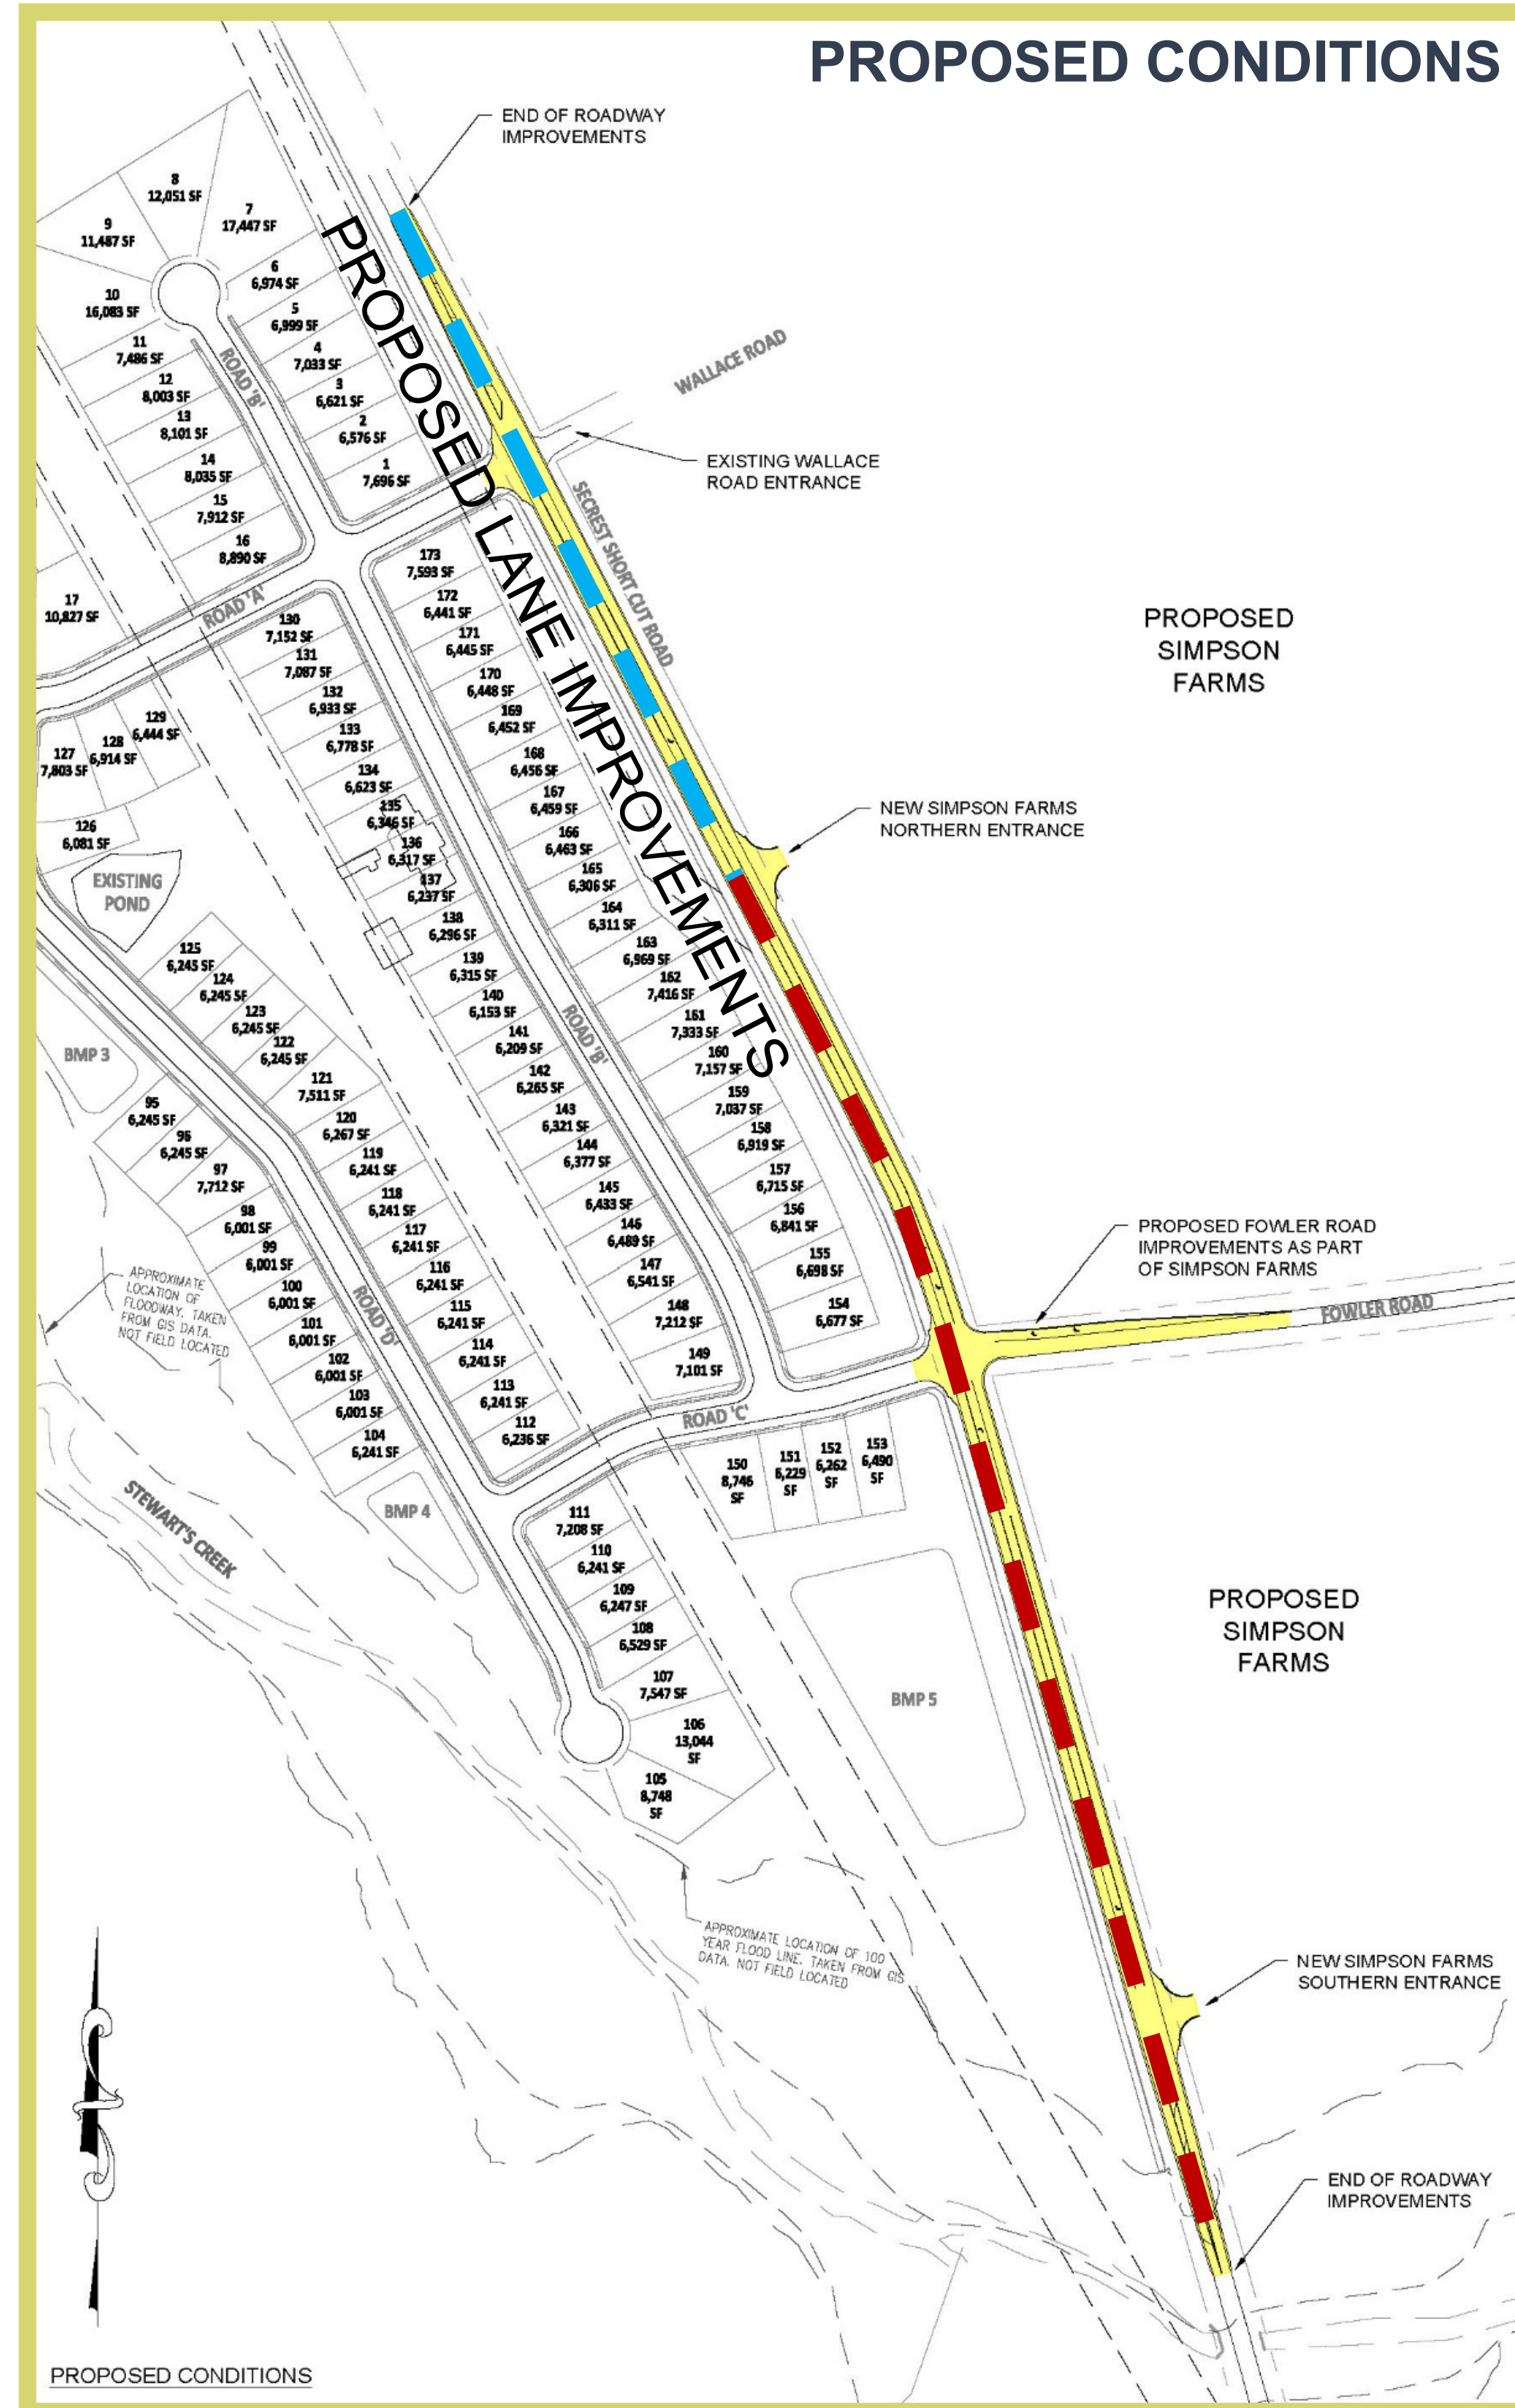 PROPOSED CONDITIONS
END OF ROADWAY
IMPROVEMENTS
8
12,051 SF
7
17,447 SF
9
11,487 SF
6
6,974 SF
10
16,083 SF
5
6,999 SF
11
7,486 SF
4
7,033 SF
12
8,003 SF
3
6,621 SF
13
8,101 SF
2
6,576 SF
14
8,035 SF
1
7,696 SF
15
7,912 SF
16
8,890 SF
17
10,827 SF
ROAD 'B'
ROAD 'A'
PROPOSED LANE IMPROVEMENTS
WALLACE ROAD
EXISTING WALLACE
ROAD ENTRANCE
SECREST SHORT CUT ROAD
PROPOSED
SIMPSON
FARMS
173
7,593 SF
172
6,441 SF
171
6,445 SF
170
6,448 SF
169
6,452 SF
168
6,456 SF
167
6,459 SF
166
6,463 SF
165
6,306 SF
164
6,311 SF
163
6,969 SF
162
7,416 SF
161
7,333 SF
160
7,157 SF
159
7,037 SF
158
6,919 SF
157
6,715 SF
156
6,841 SF
155
6,698 SF
154
6,677 SF
130
7,152 SF
131
7,087 SF
132
6,933 SF
133
6,778 SF
134
6,623 SF
135
6,346 SF
136
6,317 SF
137
6,237 SF
138
6,296 SF
139
6,315 SF
140
6,153 SF
141
6,209 SF
142
6,265 SF
143
6,321 SF
144
6,377 SF
145
6,433 SF
146
6,489 SF
147
6,541 SF
148
7,212 SF
149
7,101 SF
ROAD 'B'
129
6,444 SF
128
6,914 SF
127
7,803 SF
126
6,081 SF
EXISTING
POND
NEW SIMPSON FARMS
NORTHERN ENTRANCE
125
6,245 SF
124
6,245 SF
123
6,245 SF
122
6,245 SF
121
7,511 SF
120
6,267 SF
119
6,241 SF
118
6,241 SF
117
6,241 SF
116
6,241 SF
115
6,241 SF
114
6,241 SF
113
6,241 SF
112
6,236 SF
BMP 3
95
6,245 SF
96
6,245 SF
97
7,712 SF
98
6,001 SF
99
6,001 SF
100
6,001 SF
101
6,001 SF
102
6,001 SF
103
6,001 SF
104
6,241 SF
ROAD 'D'
APPROXIMATE
LOCATION OF
FLOODWAY. TAKEN
FROM GIS DATA.
NOT FIELD LOCATED
PROPOSED FOWLER ROAD
IMPROVEMENTS AS PART
OF SIMPSON FARMS
FOWLER ROAD
ROAD 'C'
150
8,746
SF
151
6,229
SF
152
6,262
SF
153
6,490
SF
STEWART'S CREEK
BMP 4
111
7,208 SF
110
6,241 SF
109
6,247 SF
108
6,529 SF
107
7,547 SF
106
13,044
SF
105
8,748
SF
BMP 5
PROPOSED
SIMPSON
FARMS
APPROXIMATE LOCATION OF 100
YEAR FLOOD LINE. TAKEN FROM GIS
DATA. NOT FIELD LOCATED
NEW SIMPSON FARMS
SOUTHERN ENTRANCE
END OF ROADWAY
IMPROVEMENTS
PROPOSED CONDITIONS